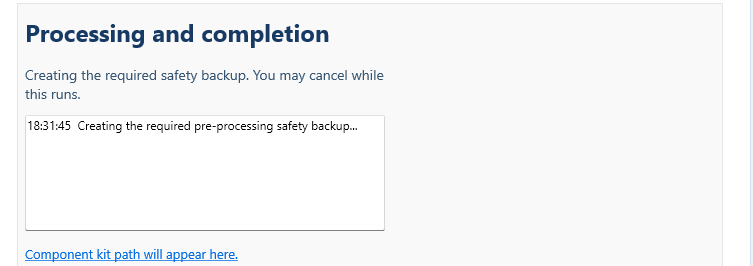 Processing and completion
Creating the required safety backup. You may cancel while
this runs.
18:31:45  Creating the required pre-processing safety backup...
Component kit path will appear here.